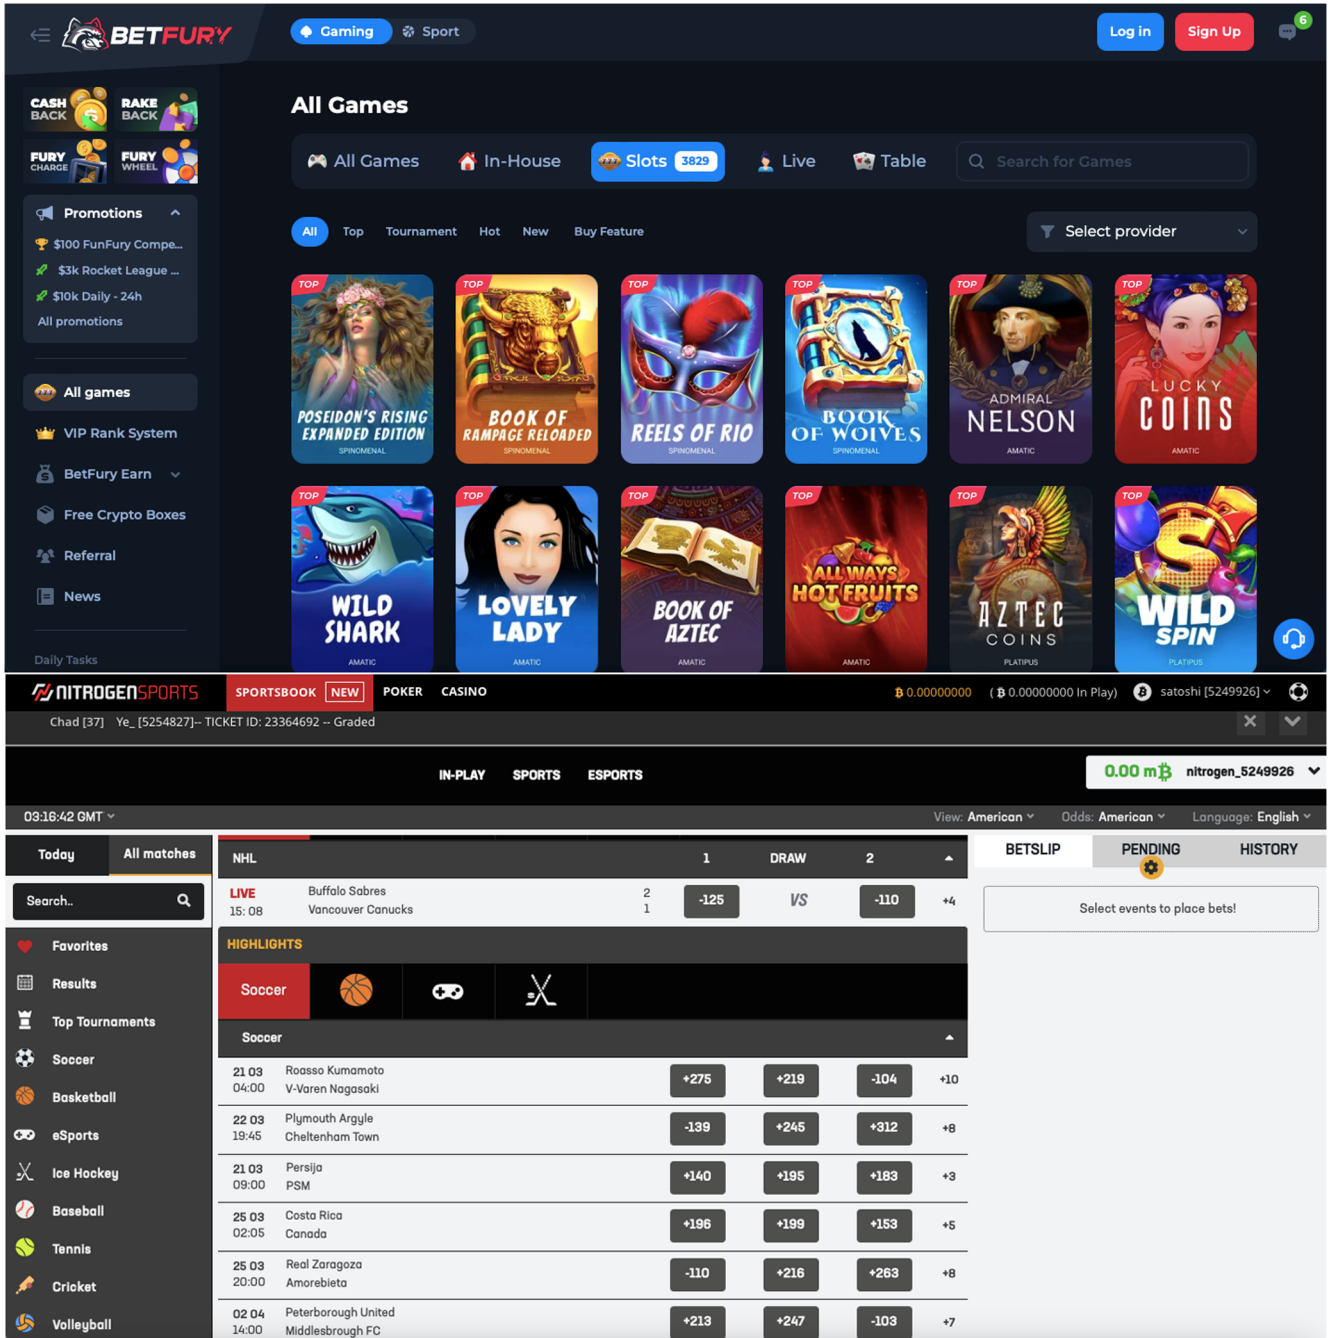 BETFURY
Gaming
Sport
Log in
Sign Up
6
CASH BACK
RAKE BACK
FURY CHARGE
FURY WHEEL
Promotions
$100 FunFury Compe...
$3k Rocket League ...
$10k Daily - 24h
All promotions
All games
VIP Rank System
BetFury Earn
Free Crypto Boxes
Referral
News
Daily Tasks
All Games
All Games
In-House
Slots 3829
Live
Table
Search for Games
All
Top
Tournament
Hot
New
Buy Feature
Select provider
TOP
POSEIDON'S RISING
EXPANDED EDITION
SPINOMENAL
TOP
BOOK OF
RAMPAGE RELOADED
SPINOMENAL
TOP
REELS OF RIO
SPINOMENAL
TOP
BOOK
OF WOLVES
SPINOMENAL
TOP
ADMIRAL
NELSON
AMATIC
TOP
LUCKY
COINS
AMATIC
TOP
WILD
SHARK
AMATIC
TOP
LOVELY
LADY
AMATIC
TOP
BOOK OF
AZTEC
AMATIC
TOP
ALL WAYS
HOT FRUITS
AMATIC
TOP
AZTEC
COINS
PLATIPUS
TOP
WILD
SPIN
PLATIPUS
NITROGENSPORTS
SPORTSBOOK NEW
POKER
CASINO
₿ 0.00000000
( ₿ 0.00000000 In Play)
satoshi [5249926]
Chad [37] Ye_ [5254827]-- TICKET ID: 23364692 -- Graded
IN-PLAY
SPORTS
ESPORTS
0.00 m₿ nitrogen_5249926
03:16:42 GMT
View: American
Odds: American
Language: English
Today
All matches
Search..
Favorites
Results
Top Tournaments
Soccer
Basketball
eSports
Ice Hockey
Baseball
Tennis
Cricket
Volleyball
NHL 1 DRAW 2
LIVE Buffalo Sabres 2
15: 08 Vancouver Canucks 1
-125 VS -110 +4
HIGHLIGHTS
Soccer
Soccer
21 03 Roasso Kumamoto
04:00 V-Varen Nagasaki
+275 +219 -104 +10
22 03 Plymouth Argyle
19:45 Cheltenham Town
-139 +245 +312 +8
21 03 Persija
09:00 PSM
+140 +195 +183 +3
25 03 Costa Rica
02:05 Canada
+196 +199 +153 +5
25 03 Real Zaragoza
20:00 Amorebieta
-110 +216 +263 +8
02 04 Peterborough United
14:00 Middlesbrough FC
+213 +247 -103 +7
BETSLIP
PENDING
HISTORY
Select events to place bets!